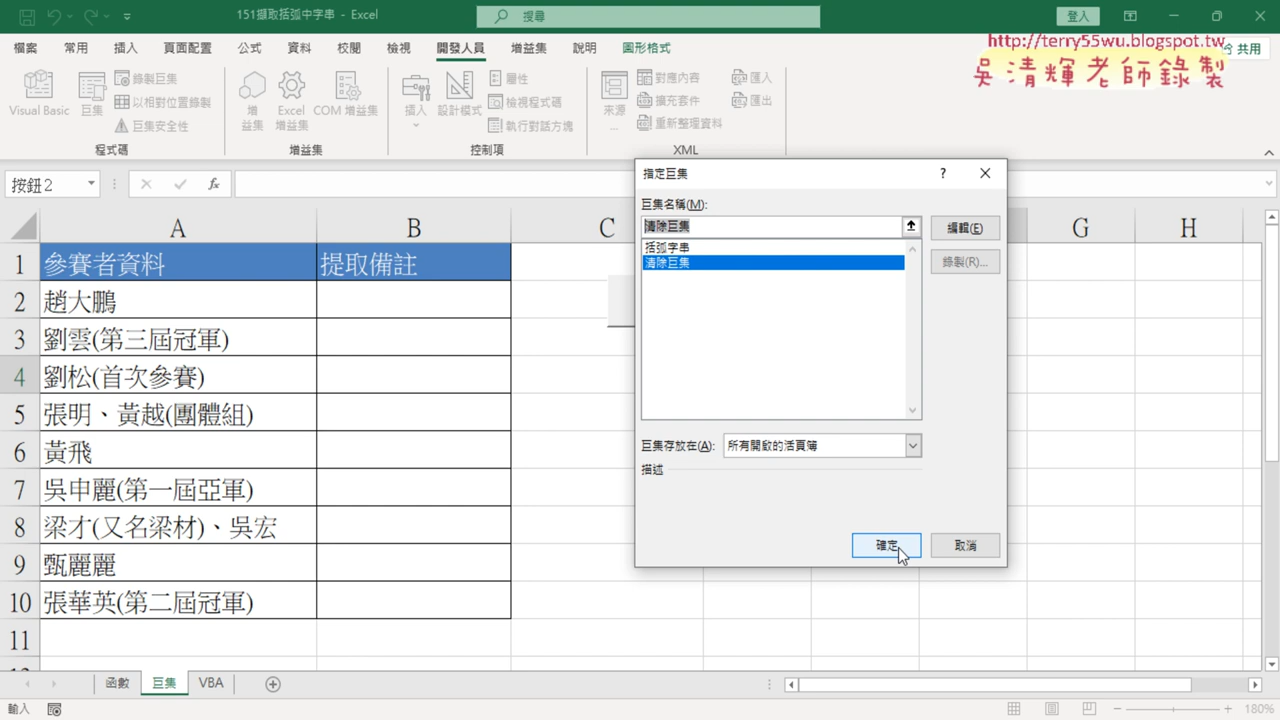 151擷取括弧中字串 - Excel
搜尋
登入
檔案
常用
插入
頁面配置
公式
資料
校閱
檢視
開發人員
增益集
說明
圖形格式
共用
http://terry55wu.blogspot.tw
吳清輝老師錄製
Visual Basic
巨集
錄製巨集
以相對位置錄製
巨集安全性
程式碼
增益集
Excel 增益集
COM 增益集
增益集
插入
設計模式
屬性
檢視程式碼
執行對話方塊
控制項
來源
...
對應內容
擴充套件
重新整理資料
匯入
匯出
XML
按鈕2
fx
指定巨集
?
巨集名稱(M):
清除巨集
編輯(E)
括弧字串
清除巨集
錄製(R)...
巨集存放在(A):
所有開啟的活頁簿
描述
確定
取消
A
B
C
G
H
1
參賽者資料
提取備註
2
趙大鵬
3
劉雲(第三屆冠軍)
4
劉松(首次參賽)
5
張明、黃越(團體組)
6
黃飛
7
吳申麗(第一屆亞軍)
8
梁才(又名梁材)、吳宏
9
甄麗麗
10
張華英(第二屆冠軍)
11
函數
巨集
VBA
輸入
180%